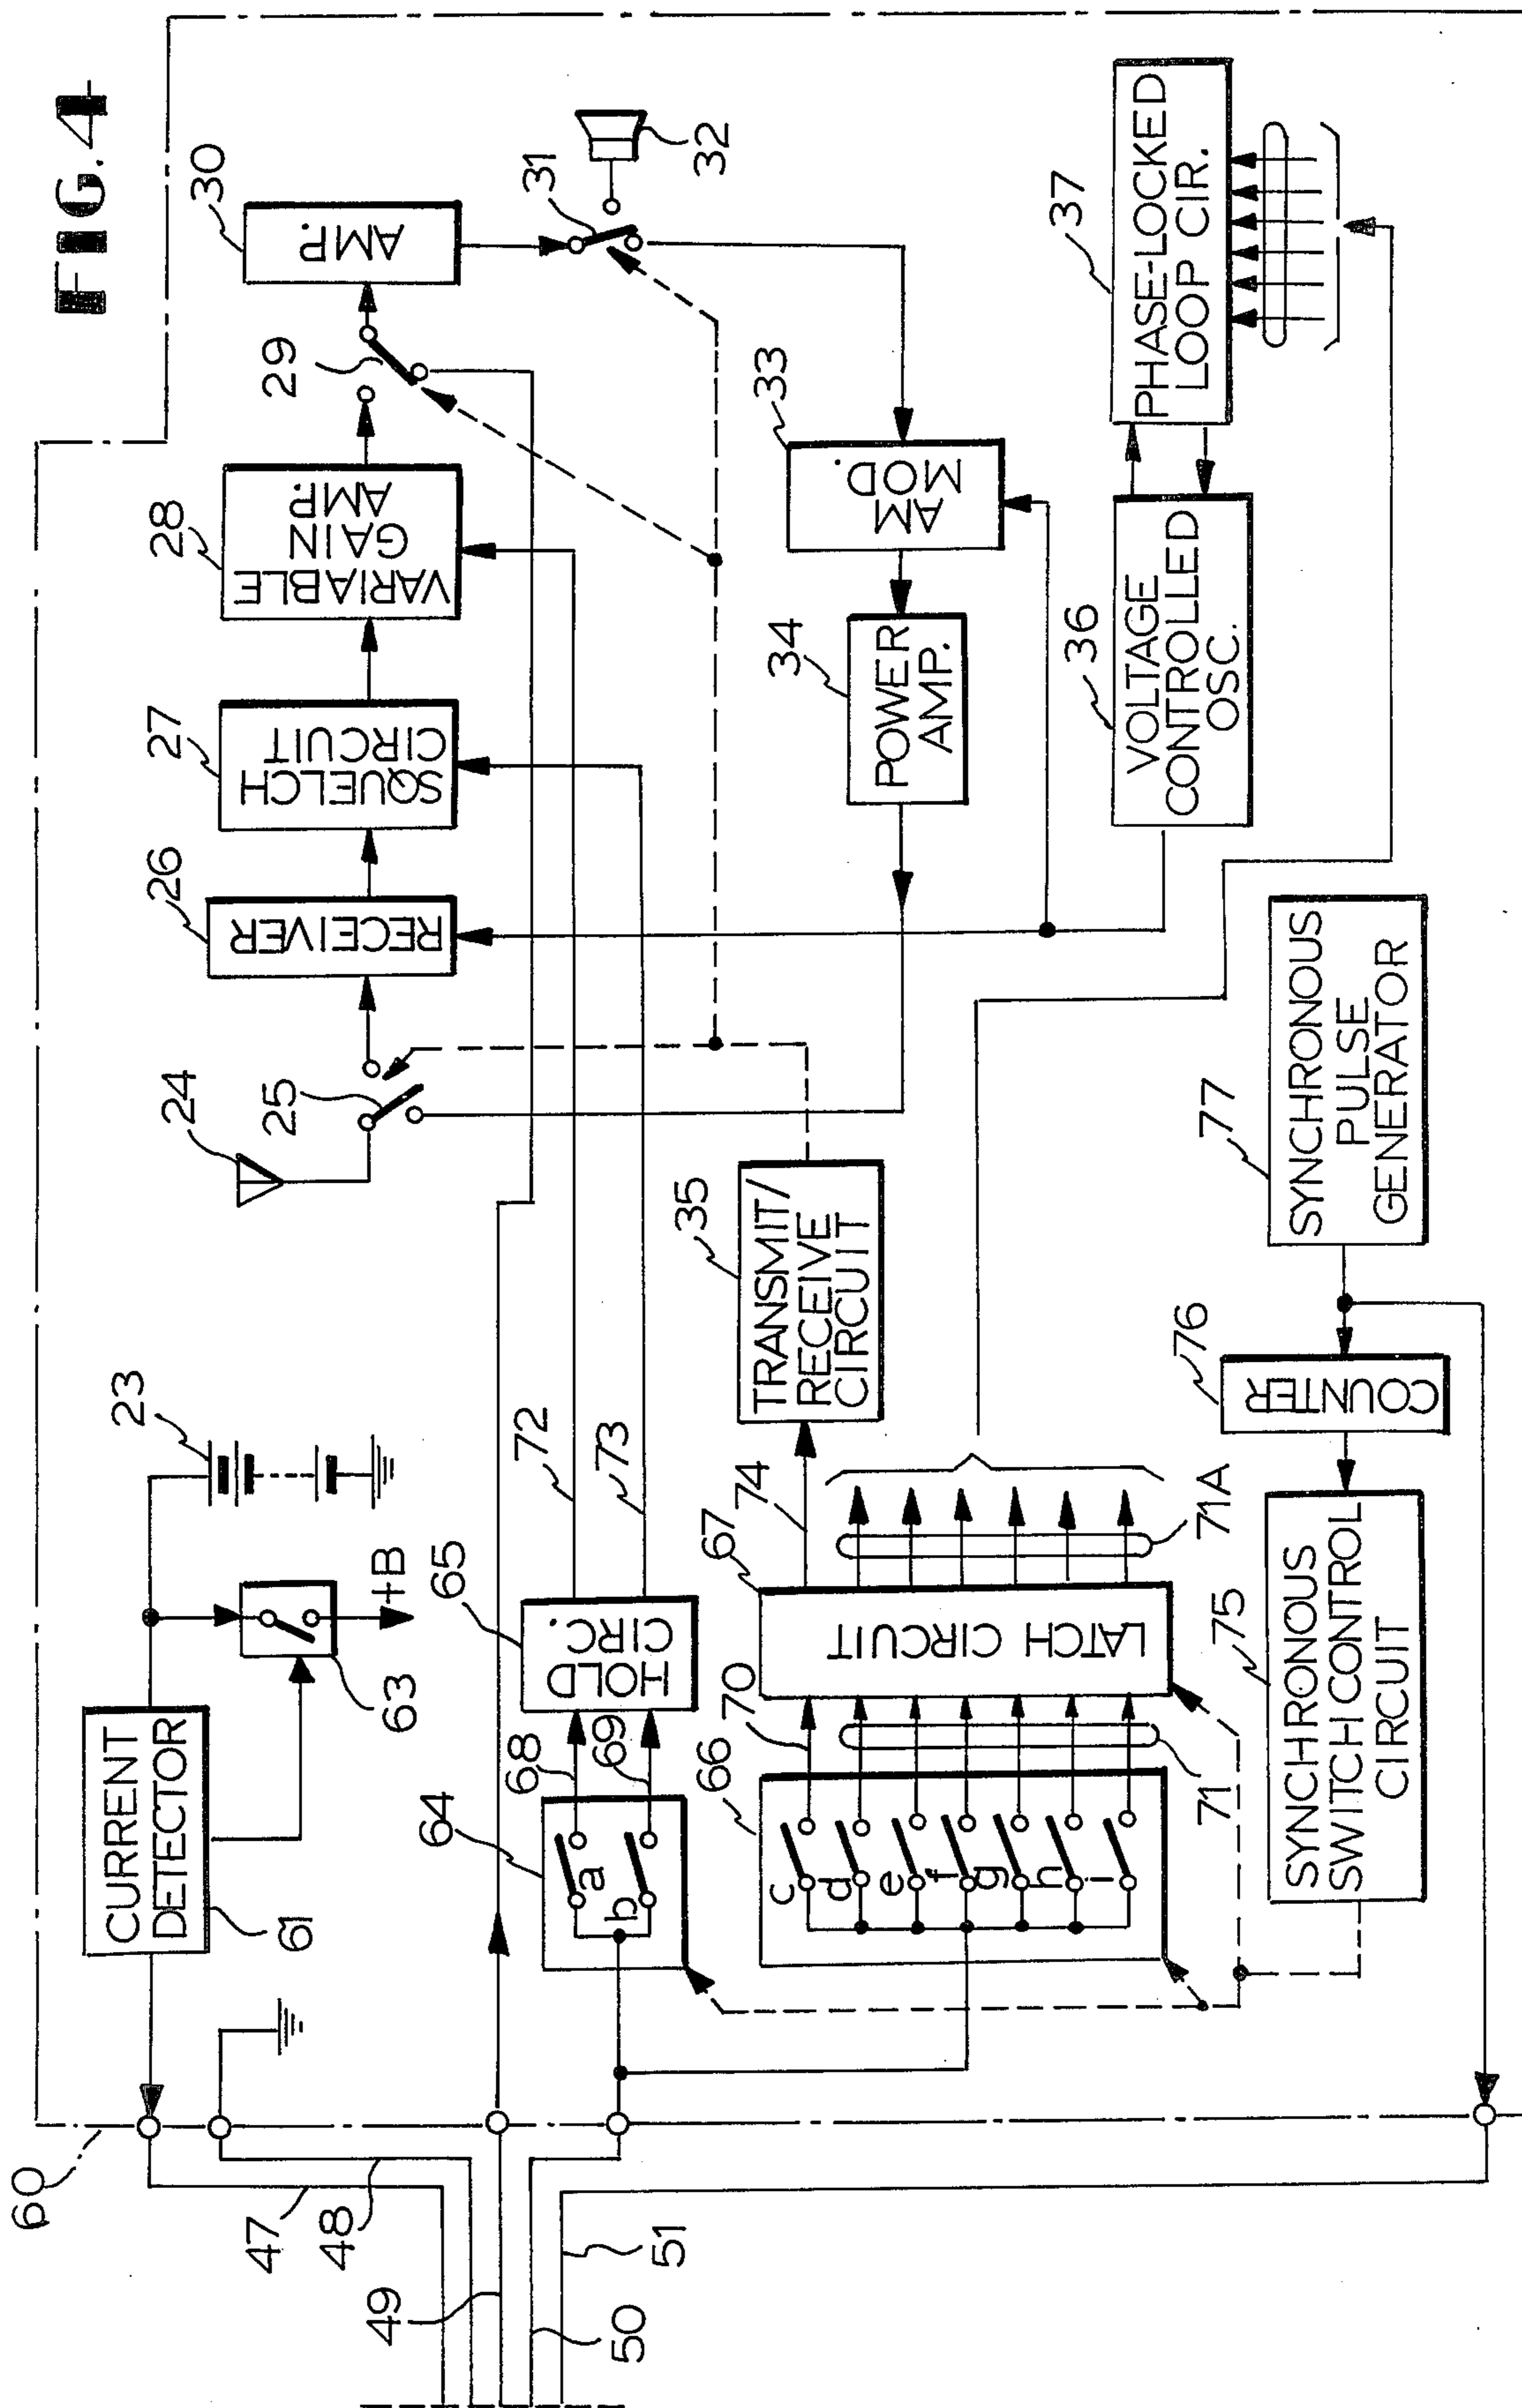 FIG.4
60
47
48
49
50
51
CURRENT
DETECTOR
61
63
+B
23
24
25
RECEIVER
26
SQUELCH
CIRCUIT
27
VARIABLE
GAIN
AMP.
28
29
AMP.
30
31
32
AM
MOD.
33
POWER
AMP.
34
TRANSMIT/
RECEIVE
CIRCUIT
35
VOLTAGE
CONTROLLED
OSC.
36
PHASE-LOCKED
LOOP CIR.
37
64
a
b
68
69
HOLD
CIRC.
65
72
73
66
c
d
e
f
g
h
i
70
71
LATCH CIRCUIT
67
74
71A
SYNCHRONOUS
SWITCH CONTROL
CIRCUIT
75
COUNTER
76
SYNCHRONOUS
PULSE
GENERATOR
77